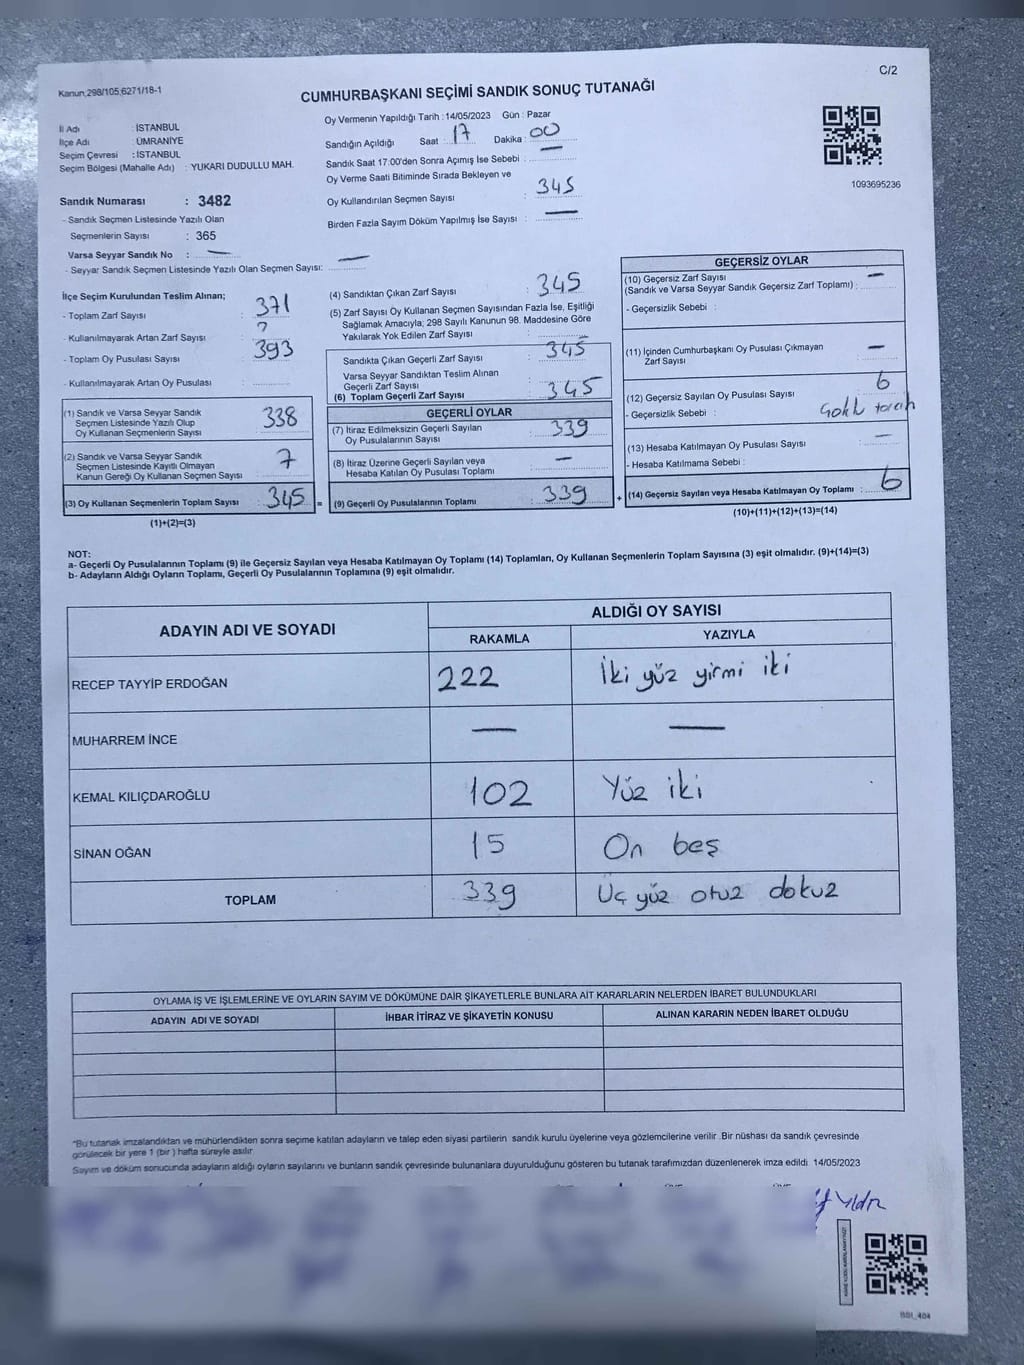 C/2
Kanun,298/105,6271/18-1
CUMHURBAŞKANI SEÇİMİ SANDIK SONUÇ TUTANAĞI
İl Adı : İSTANBUL
İlçe Adı : ÜMRANİYE
Seçim Çevresi : İSTANBUL
Seçim Bölgesi (Mahalle Adı) : YUKARI DUDULLU MAH.
Oy Vermenin Yapıldığı Tarih : 14/05/2023 Gün : Pazar
Sandığın Açıldığı Saat : 17 Dakika : 00
Sandık Saat 17:00'den Sonra Açımış İse Sebebi : —
Oy Verme Saati Bitiminde Sırada Bekleyen ve
Oy Kullandırılan Seçmen Sayısı : 345
Birden Fazla Sayım Döküm Yapılmış İse Sayısı : —
1093695236
Sandık Numarası : 3482
- Sandık Seçmen Listesinde Yazılı Olan
Seçmenlerin Sayısı : 365
Varsa Seyyar Sandık No : —
- Seyyar Sandık Seçmen Listesinde Yazılı Olan Seçmen Sayısı: —
İlçe Seçim Kurulundan Teslim Alınan;
- Toplam Zarf Sayısı : 371
- Kullanılmayarak Artan Zarf Sayısı :
- Toplam Oy Pusulası Sayısı : 393
- Kullanılmayarak Artan Oy Pusulası :
(1) Sandık ve Varsa Seyyar Sandık
Seçmen Listesinde Yazılı Olup
Oy Kullanan Seçmenlerin Sayısı : 338
(2) Sandık ve Varsa Seyyar Sandık
Seçmen Listesinde Kayıtlı Olmayan
Kanun Gereği Oy Kullanan Seçmen Sayısı : 7
(3) Oy Kullanan Seçmenlerin Toplam Sayısı : 345 =
(1)+(2)=(3)
(4) Sandıktan Çıkan Zarf Sayısı : 345
(5) Zarf Sayısı Oy Kullanan Seçmen Sayısından Fazla İse, Eşitliği
Sağlamak Amacıyla; 298 Sayılı Kanunun 98. Maddesine Göre
Yakılarak Yok Edilen Zarf Sayısı :
Sandıkta Çıkan Geçerli Zarf Sayısı : 345
Varsa Seyyar Sandıktan Teslim Alınan
Geçerli Zarf Sayısı :
(6) Toplam Geçerli Zarf Sayısı : 345
GEÇERLİ OYLAR
(7) İtiraz Edilmeksizin Geçerli Sayılan
Oy Pusulalarının Sayısı : 339
(8) İtiraz Üzerine Geçerli Sayılan veya
Hesaba Katılan Oy Pusulası Toplamı : —
(9) Geçerli Oy Pusulalarının Toplamı : 339 +
GEÇERSİZ OYLAR
(10) Geçersiz Zarf Sayısı —
(Sandık ve Varsa Seyyar Sandık Geçersiz Zarf Toplamı) :
- Geçersizlik Sebebi :
(11) İçinden Cumhurbaşkanı Oy Pusulası Çıkmayan —
Zarf Sayısı
(12) Geçersiz Sayılan Oy Pusulası Sayısı : 6
- Geçersizlik Sebebi :
(13) Hesaba Katılmayan Oy Pusulası Sayısı : —
- Hesaba Katılmama Sebebi :
(14) Geçersiz Sayılan veya Hesaba Katılmayan Oy Toplamı : 6
(10)+(11)+(12)+(13)=(14)
NOT:
a- Geçerli Oy Pusulalarının Toplamı (9) ile Geçersiz Sayılan veya Hesaba Katılmayan Oy Toplamı (14) Toplamları, Oy Kullanan Seçmenlerin Toplam Sayısına (3) eşit olmalıdır. (9)+(14)=(3)
b- Adayların Aldığı Oyların Toplamı, Geçerli Oy Pusulalarının Toplamına (9) eşit olmalıdır.
ADAYIN ADI VE SOYADI
ALDIĞI OY SAYISI
RAKAMLA YAZIYLA
RECEP TAYYİP ERDOĞAN 222 İki yüz yirmi iki
MUHARREM İNCE — —
KEMAL KILIÇDAROĞLU 102 Yüz iki
SİNAN OĞAN 15 On beş
TOPLAM 339 Üç yüz otuz dokuz
OYLAMA İŞ VE İŞLEMLERİNE VE OYLARIN SAYIM VE DÖKÜMÜNE DAİR ŞİKAYETLERLE BUNLARA AİT KARARLARIN NELERDEN İBARET BULUNDUKLARI
ADAYIN ADI VE SOYADI İHBAR İTİRAZ VE ŞİKAYETİN KONUSU ALINAN KARARIN NEDEN İBARET OLDUĞU
*Bu tutanak imzalandıktan ve mühürlendikten sonra seçime katılan adayların ve talep eden siyasi partilerin sandık kurulu üyelerine veya gözlemcilerine verilir .Bir nüshası da sandık çevresinde
görülecek bir yere 1 (bir ) hafta süreyle asılır
Sayım ve döküm sonucunda adayların aldığı oyların sayılarını ve bunların sandık çevresinde bulunanlara duyurulduğunu gösteren bu tutanak tarafımızdan düzenlenerek imza edildi. 14/05/2023